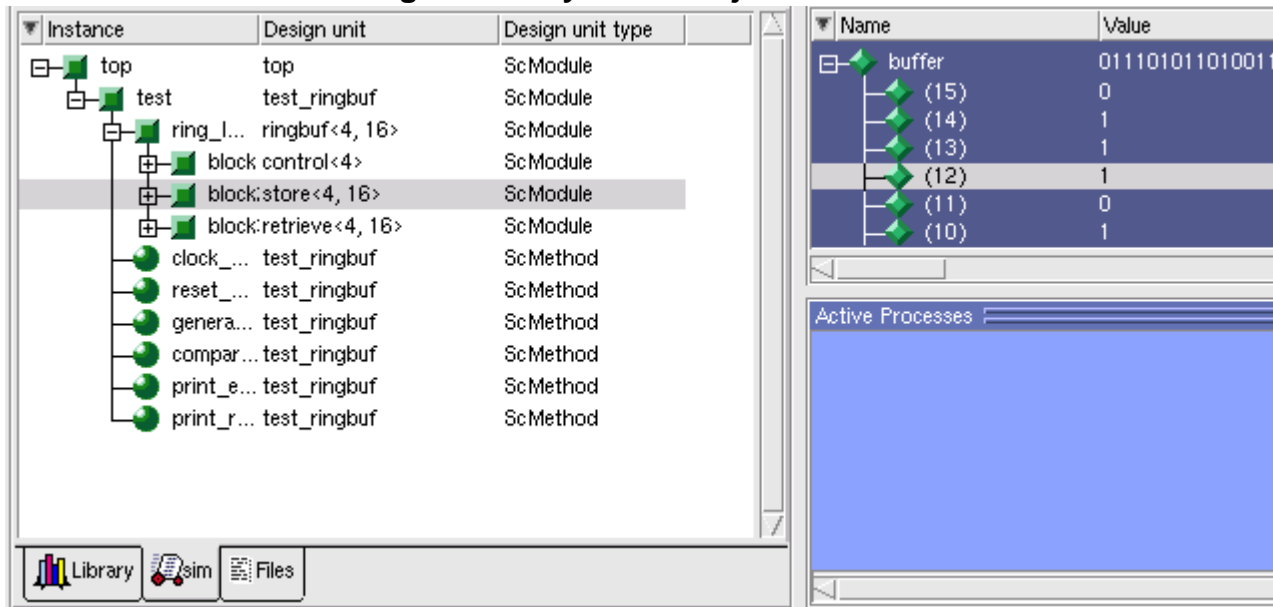 Instance Design unit Design unit type
top top ScModule
test test_ringbuf ScModule
ring_I... ringbuf<4, 16> ScModule
block control<4> ScModule
block: store<4, 16> ScModule
block: retrieve<4, 16> ScModule
clock_... test_ringbuf ScMethod
reset_... test_ringbuf ScMethod
genera... test_ringbuf ScMethod
compar... test_ringbuf ScMethod
print_e... test_ringbuf ScMethod
print_r... test_ringbuf ScMethod
Library sim Files
Name Value
buffer 0111010110100011
(15) 0
(14) 1
(13) 1
(12) 1
(11) 0
(10) 1
Active Processes